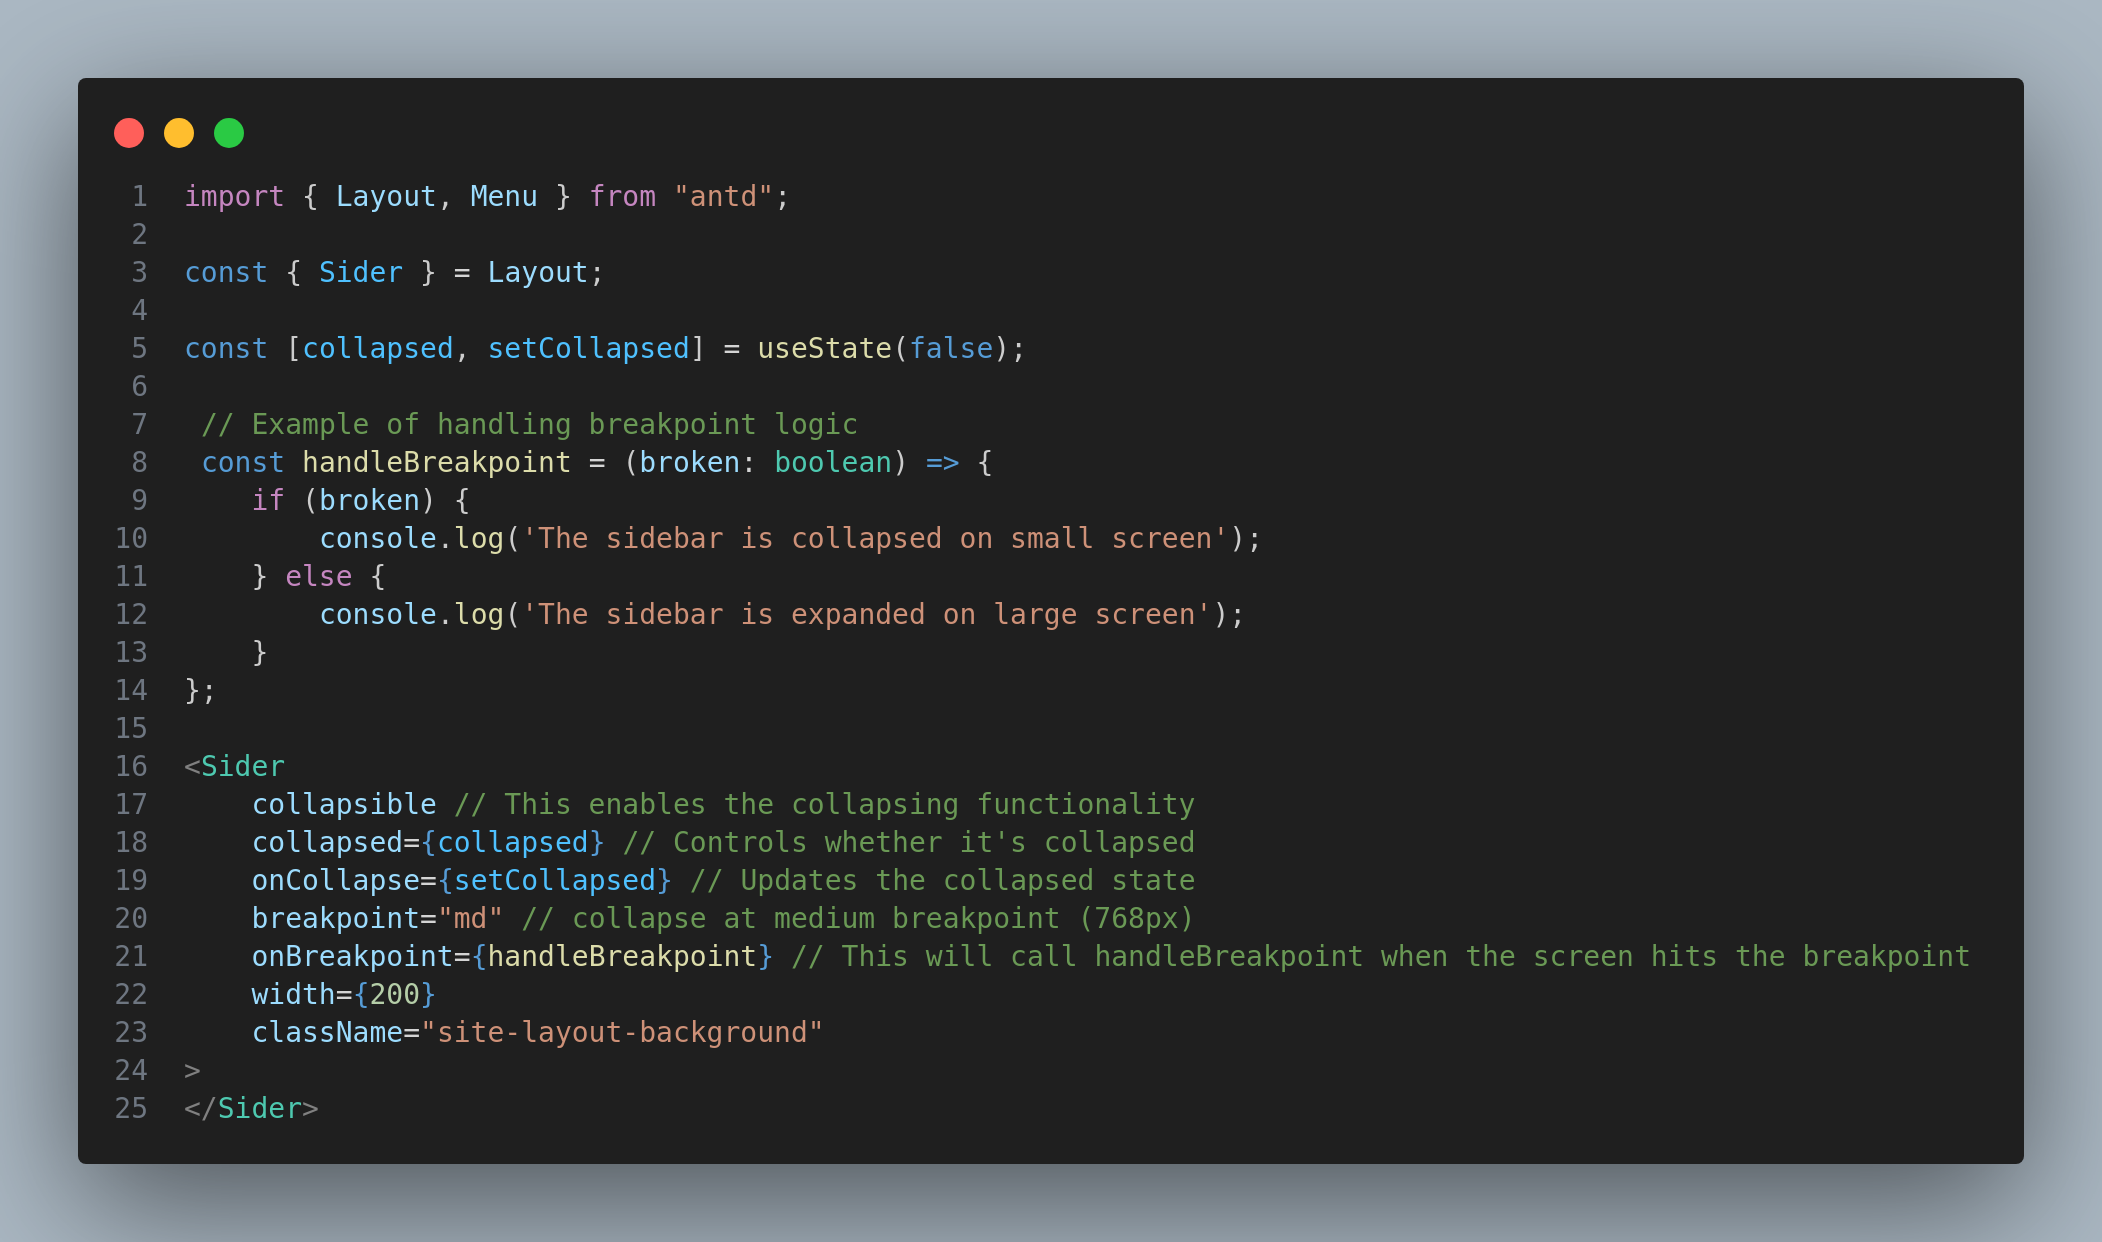 1 import { Layout, Menu } from "antd";
2
3 const { Sider } = Layout;
4
5 const [collapsed, setCollapsed] = useState(false);
6
7  // Example of handling breakpoint logic
8  const handleBreakpoint = (broken: boolean) => {
9     if (broken) {
10         console.log('The sidebar is collapsed on small screen');
11     } else {
12         console.log('The sidebar is expanded on large screen');
13     }
14 };
15
16 <Sider
17     collapsible // This enables the collapsing functionality
18     collapsed={collapsed} // Controls whether it's collapsed
19     onCollapse={setCollapsed} // Updates the collapsed state
20     breakpoint="md" // collapse at medium breakpoint (768px)
21     onBreakpoint={handleBreakpoint} // This will call handleBreakpoint when the screen hits the breakpoint
22     width={200}
23     className="site-layout-background"
24 >
25 </Sider>